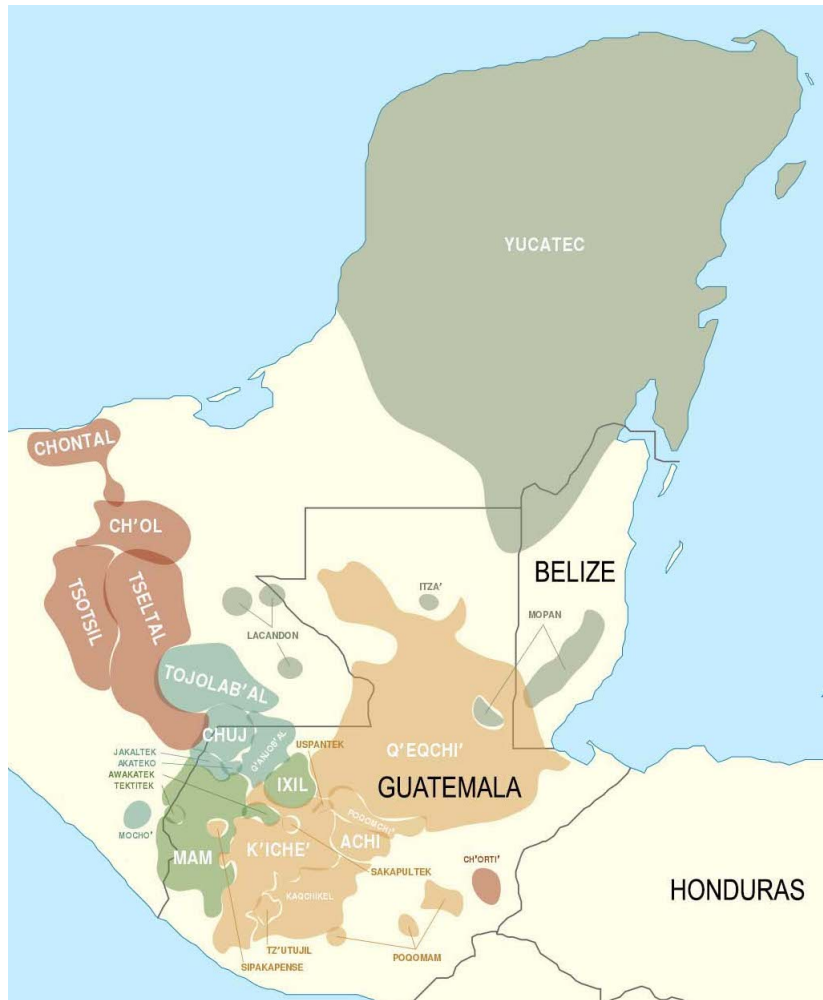 YUCATEC
CHONTAL
CH'OL
TSOTSIL
TSELTAL
BELIZE
ITZA'
MOPAN
LACANDON
TOJOLAB'AL
CHUJ
Q'ANJOB'AL
USPANTEK
Q'EQCHI'
JAKALTEK
AKATEKO
AWAKATEK
TEKTITEK
IXIL
GUATEMALA
POQOMCHI'
MOCHO'
MAM
K'ICHE'
ACHI
SAKAPULTEK
CH'ORTI'
HONDURAS
KAQCHIKEL
TZ'UTUJIL
SIPAKAPENSE
POQOMAM